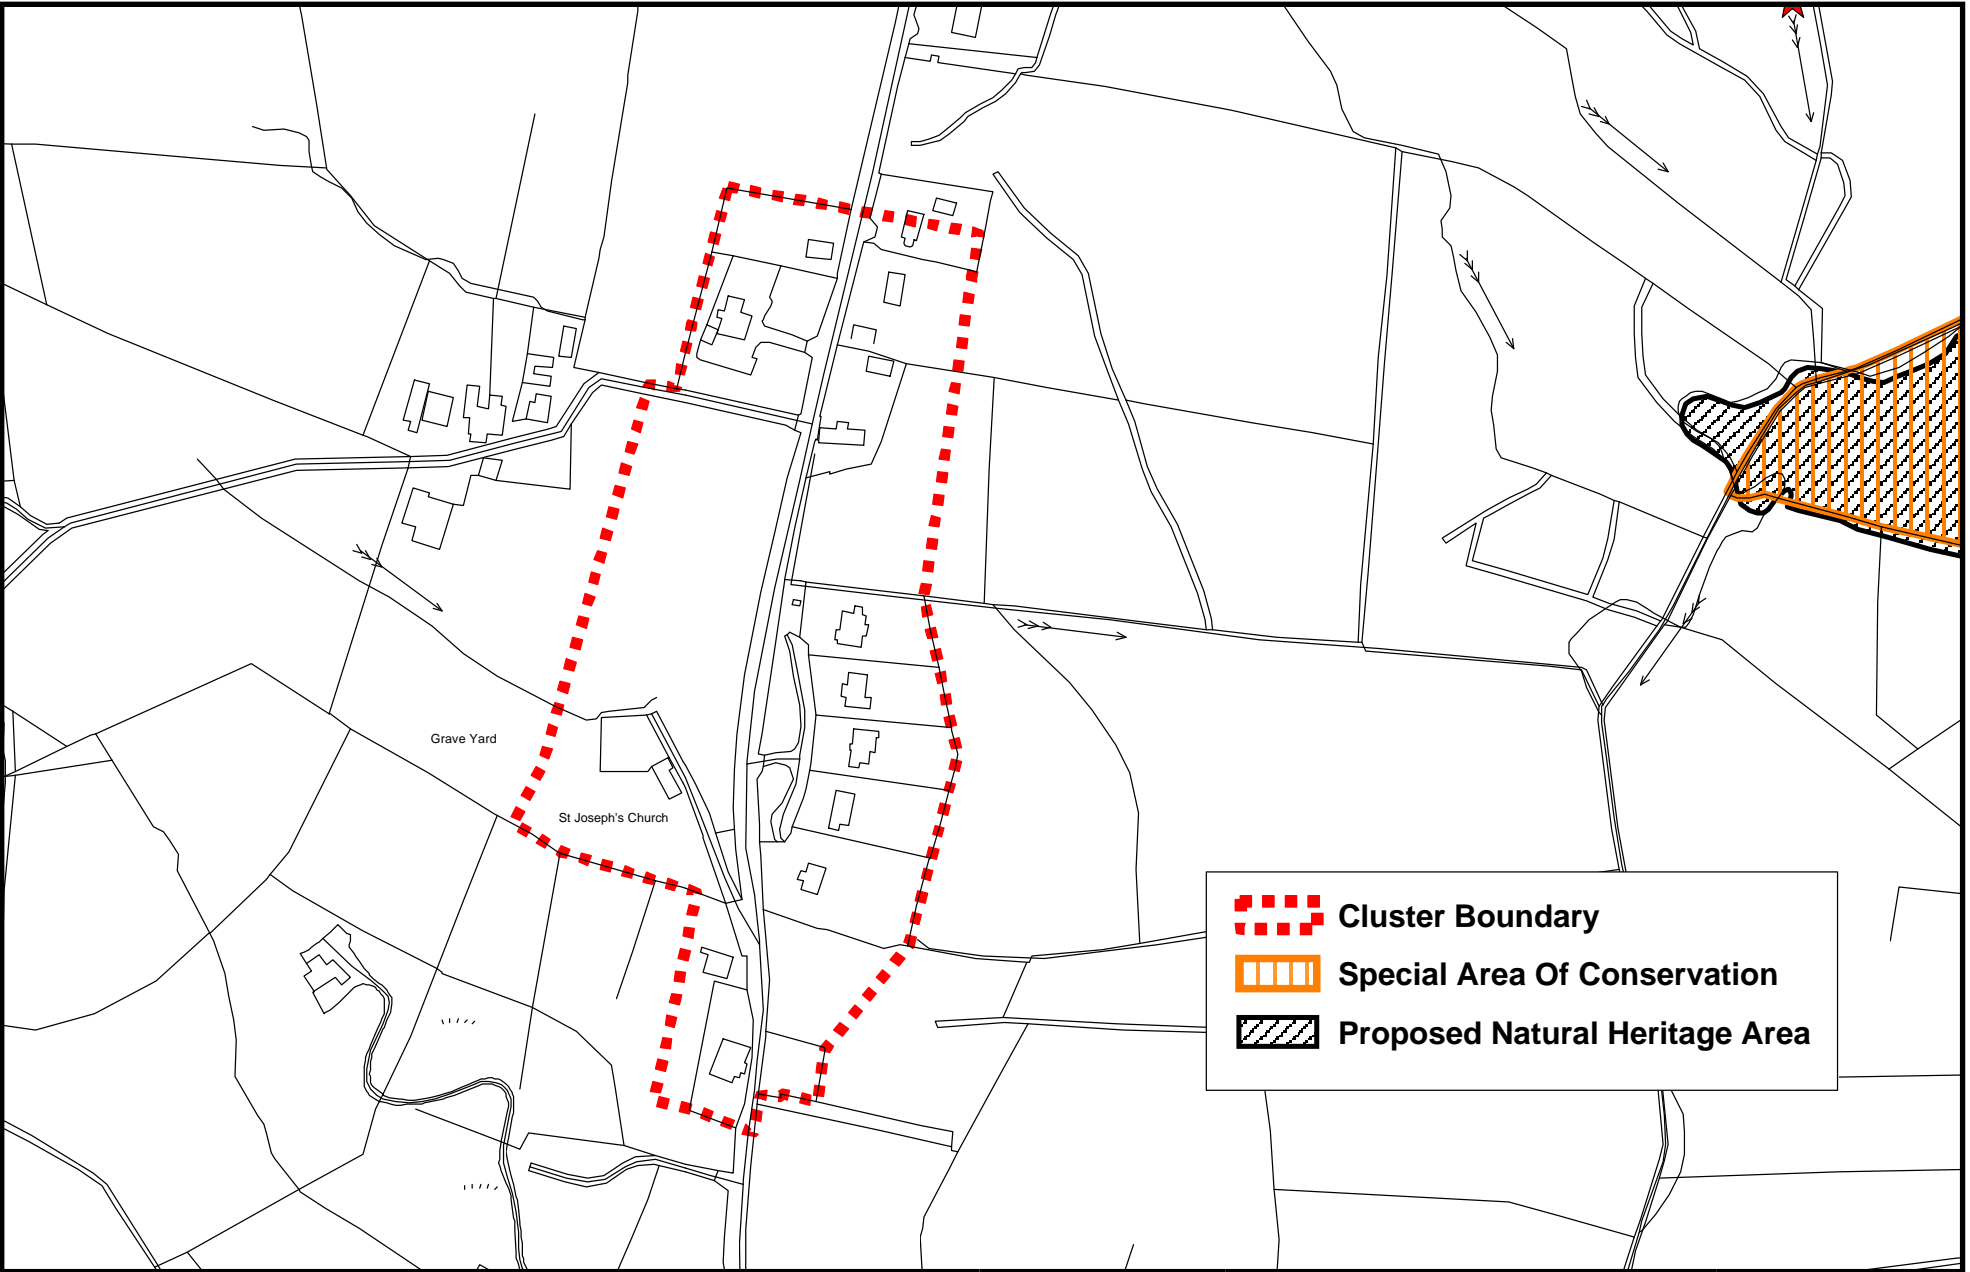 Grave Yard
St Joseph's Church
Cluster Boundary
Special Area Of Conservation
Proposed Natural Heritage Area